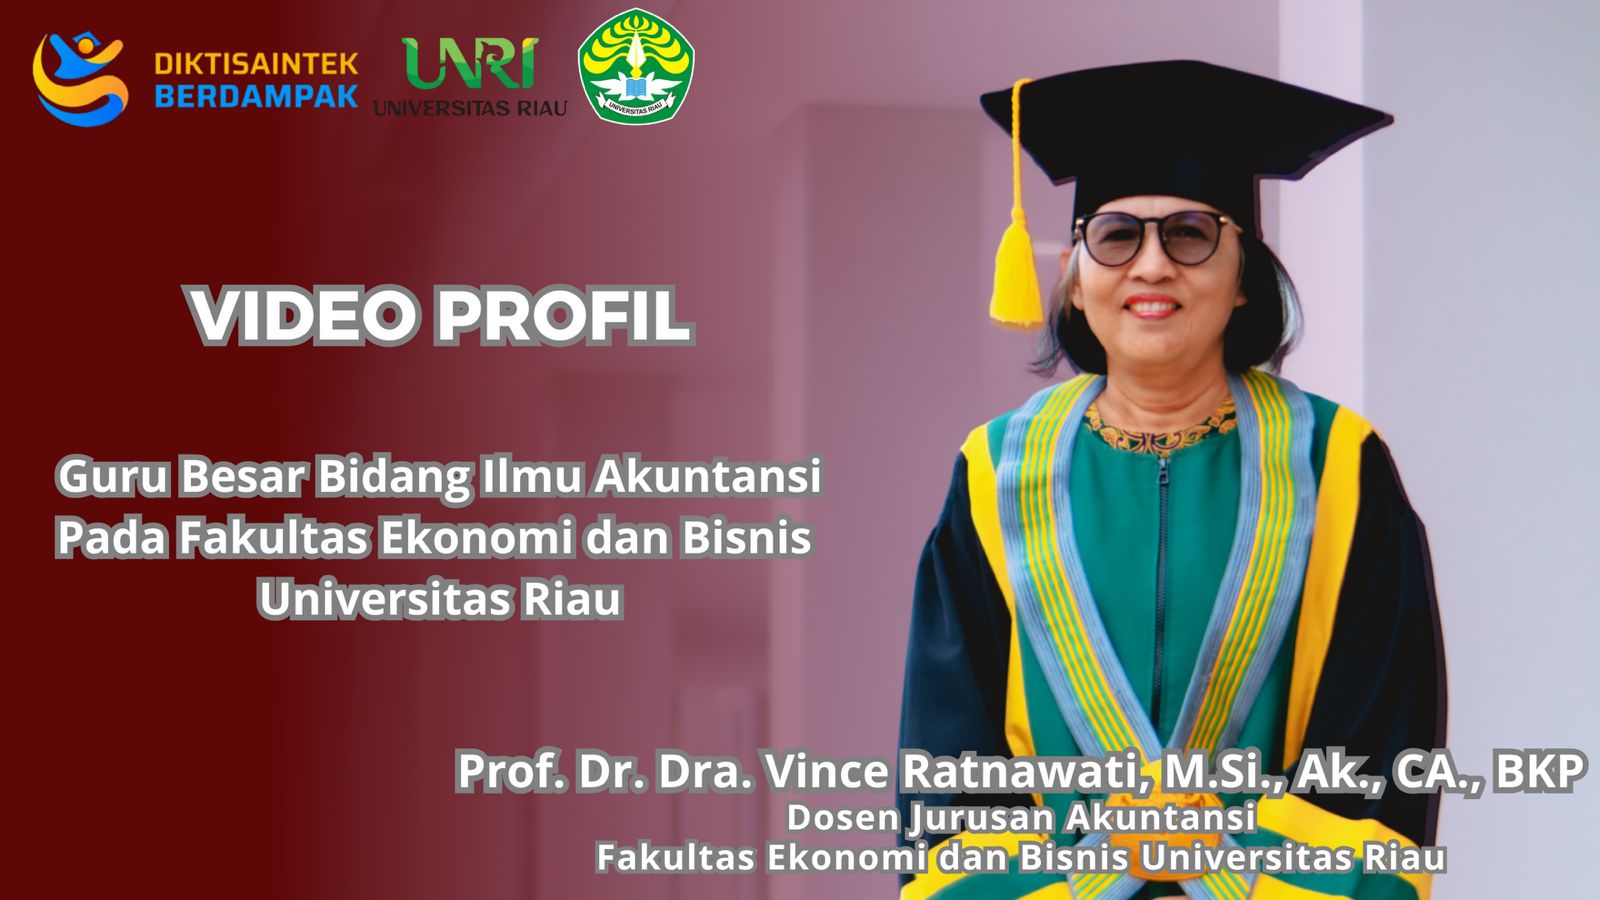 DIKTISAINTEK
BERDAMPAK
UNRI
UNIVERSITAS RIAU
UNIVERSITAS RIAU
VIDEO PROFIL
Guru Besar Bidang Ilmu Akuntansi
Pada Fakultas Ekonomi dan Bisnis
Universitas Riau
Prof. Dr. Dra. Vince Ratnawati, M.Si., Ak., CA., BKP
Dosen Jurusan Akuntansi
Fakultas Ekonomi dan Bisnis Universitas Riau